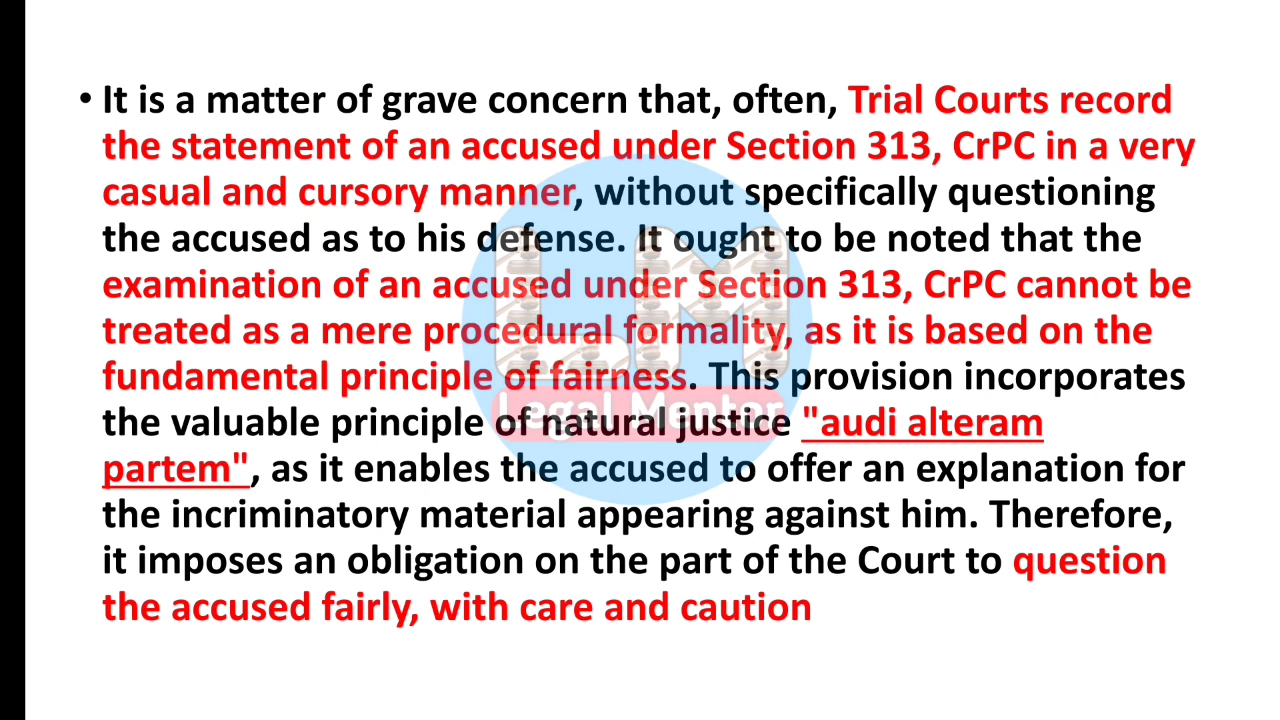 • It is a matter of grave concern that, often, Trial Courts record
the statement of an accused under Section 313, CrPC in a very
casual and cursory manner, without specifically questioning
the accused as to his defense. It ought to be noted that the
examination of an accused under Section 313, CrPC cannot be
treated as a mere procedural formality, as it is based on the
fundamental principle of fairness. This provision incorporates
the valuable principle of natural justice "audi alteram
partem", as it enables the accused to offer an explanation for
the incriminatory material appearing against him. Therefore,
it imposes an obligation on the part of the Court to question
the accused fairly, with care and caution
LM
Legal Mentor